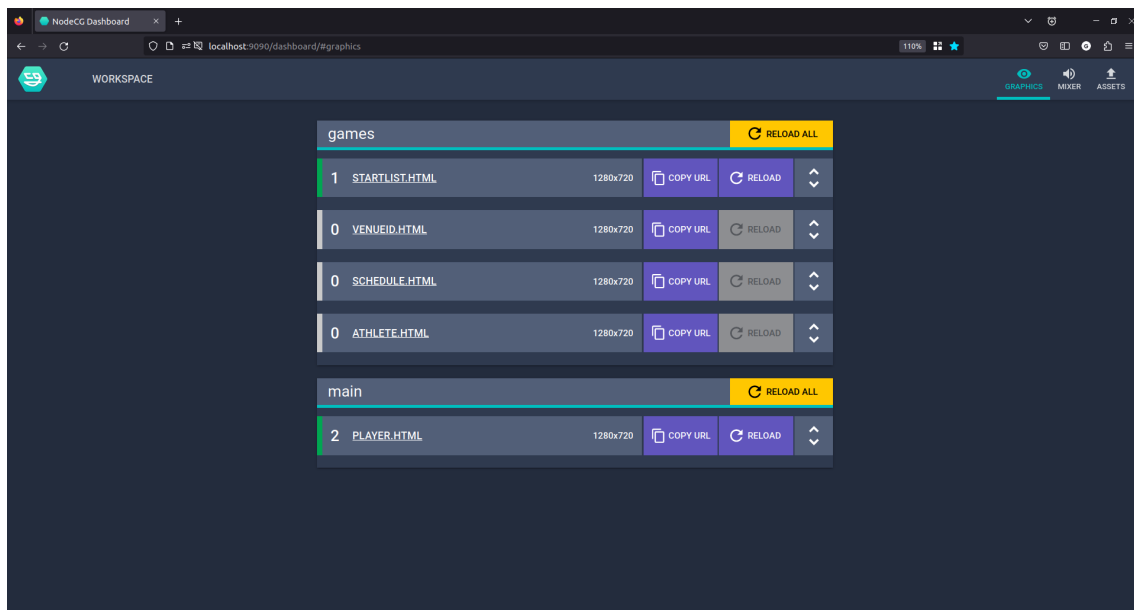 NodeCG Dashboard
localhost:9090/dashboard/#graphics 110%
WORKSPACE GRAPHICS MIXER ASSETS
games RELOAD ALL
1 STARTLIST.HTML 1280x720 COPY URL RELOAD
0 VENUEID.HTML 1280x720 COPY URL RELOAD
0 SCHEDULE.HTML 1280x720 COPY URL RELOAD
0 ATHLETE.HTML 1280x720 COPY URL RELOAD
main RELOAD ALL
2 PLAYER.HTML 1280x720 COPY URL RELOAD